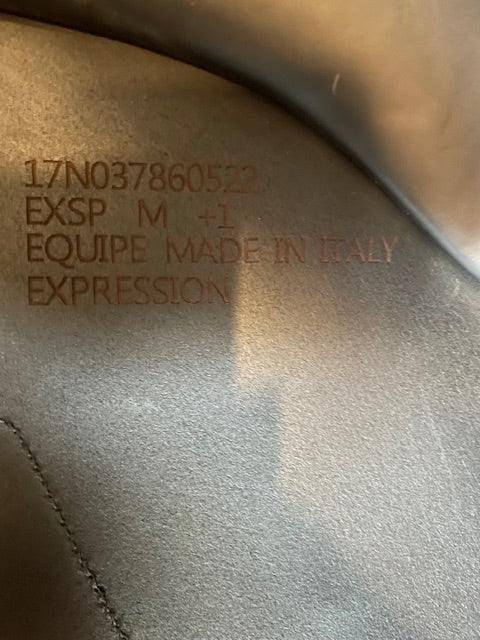 17N037860522
EXSP M +1
EQUIPE MADE IN ITALY
EXPRESSION